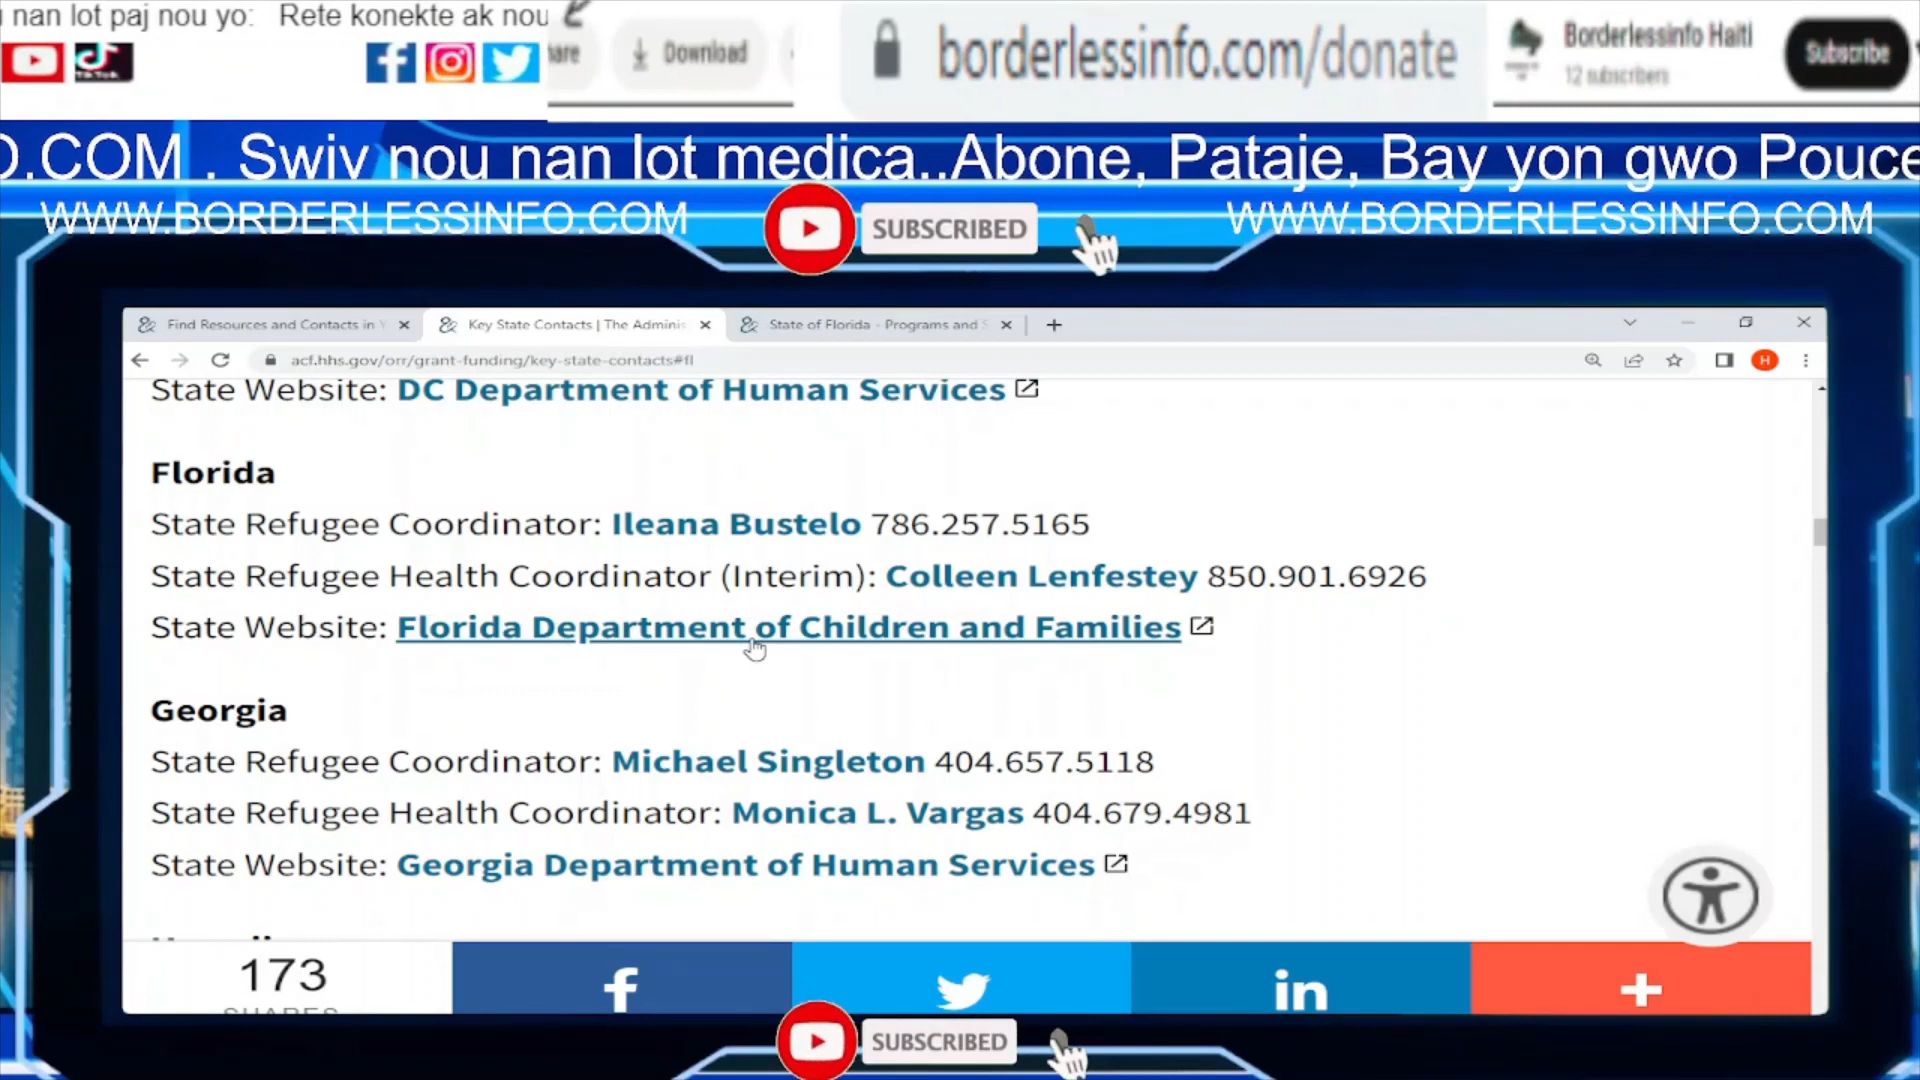 nan lot paj nou yo: Rete konekte ak nou
Download
borderlessinfo.com/donate
Borderlessinfo Haiti
12 subscribers
Subscribe
.COM . Swiv nou nan lot medica..Abone, Pataje, Bay yon gwo Pouce
WWW.BORDERLESSINFO.COM
SUBSCRIBED
WWW.BORDERLESSINFO.COM
Find Resources and Contacts in
Key State Contacts | The Adminis
State of Florida - Programs and S
acf.hhs.gov/orr/grant-funding/key-state-contacts#fl
State Website: DC Department of Human Services
Florida
State Refugee Coordinator: Ileana Bustelo 786.257.5165
State Refugee Health Coordinator (Interim): Colleen Lenfestey 850.901.6926
State Website: Florida Department of Children and Families
Georgia
State Refugee Coordinator: Michael Singleton 404.657.5118
State Refugee Health Coordinator: Monica L. Vargas 404.679.4981
State Website: Georgia Department of Human Services
173
SHARES
SUBSCRIBED